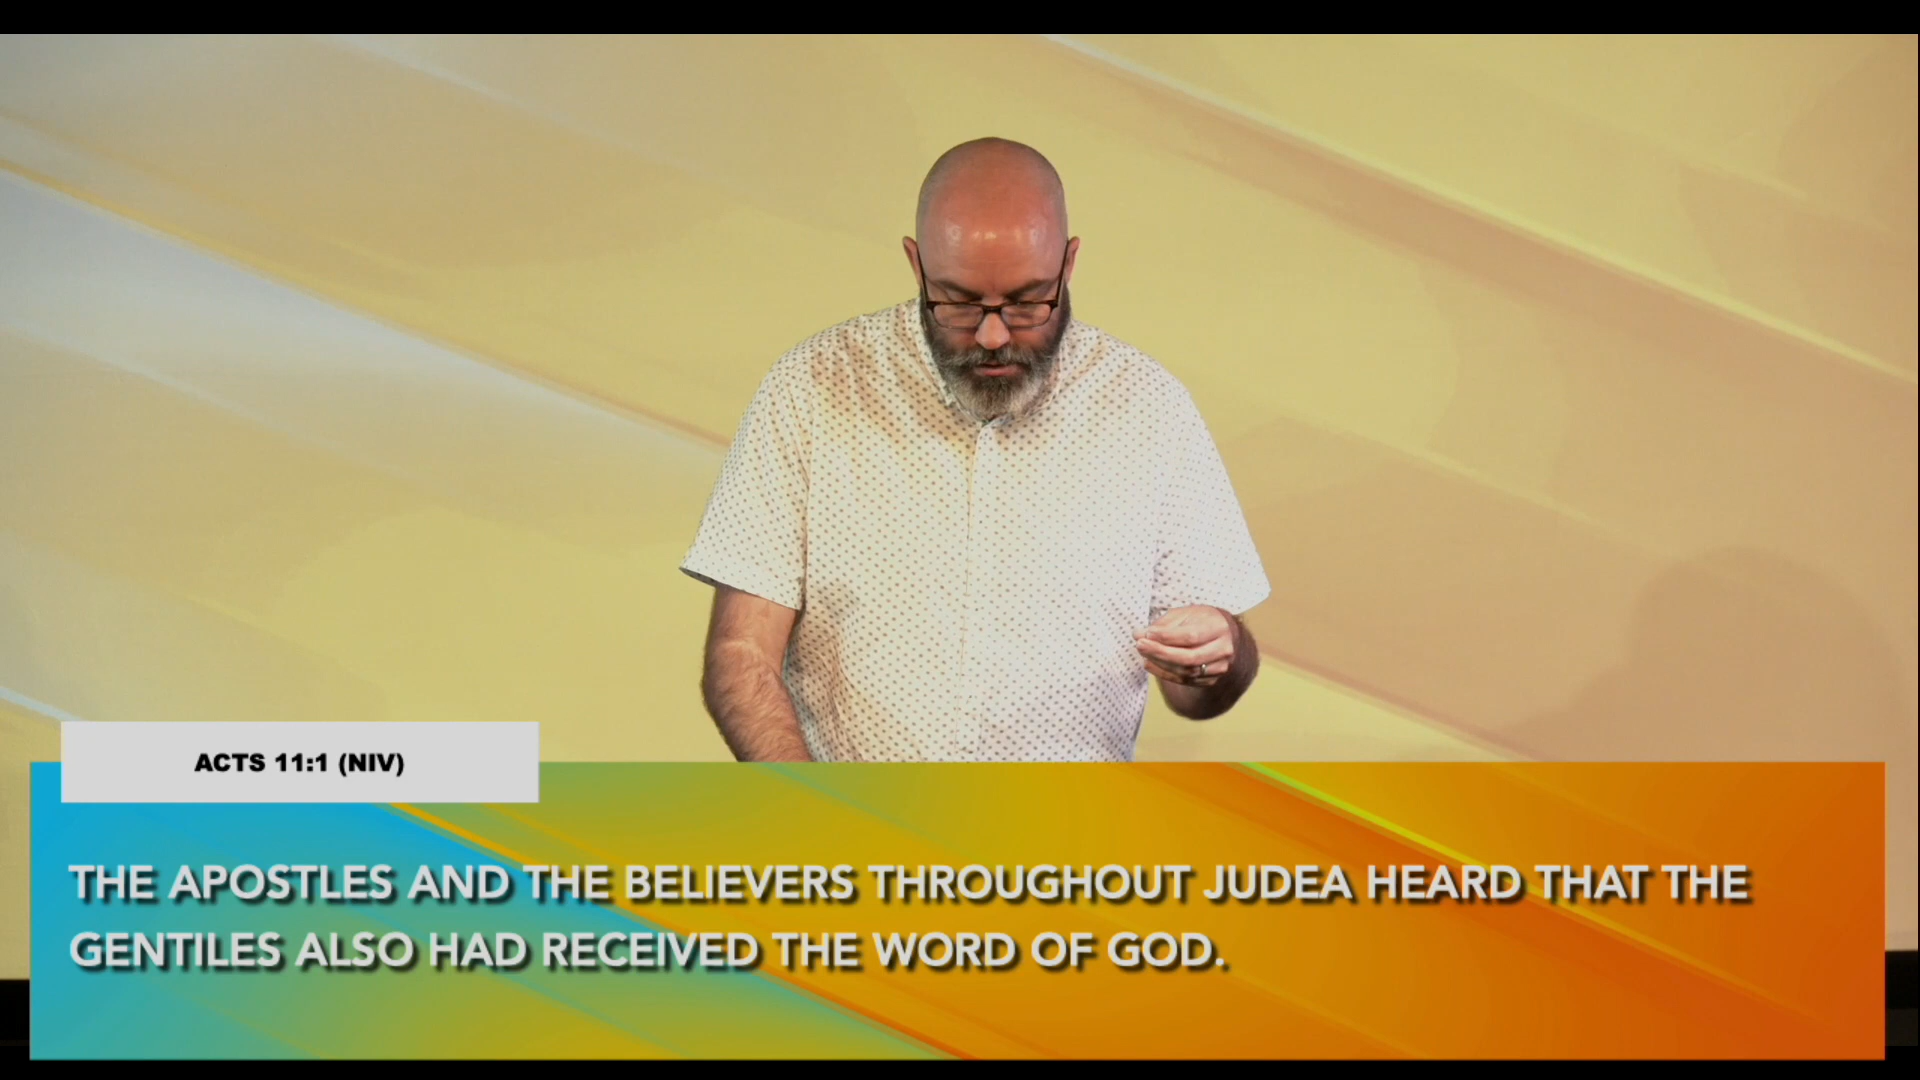 ACTS 11:1 (NIV)
THE APOSTLES AND THE BELIEVERS THROUGHOUT JUDEA HEARD THAT THE
GENTILES ALSO HAD RECEIVED THE WORD OF GOD.